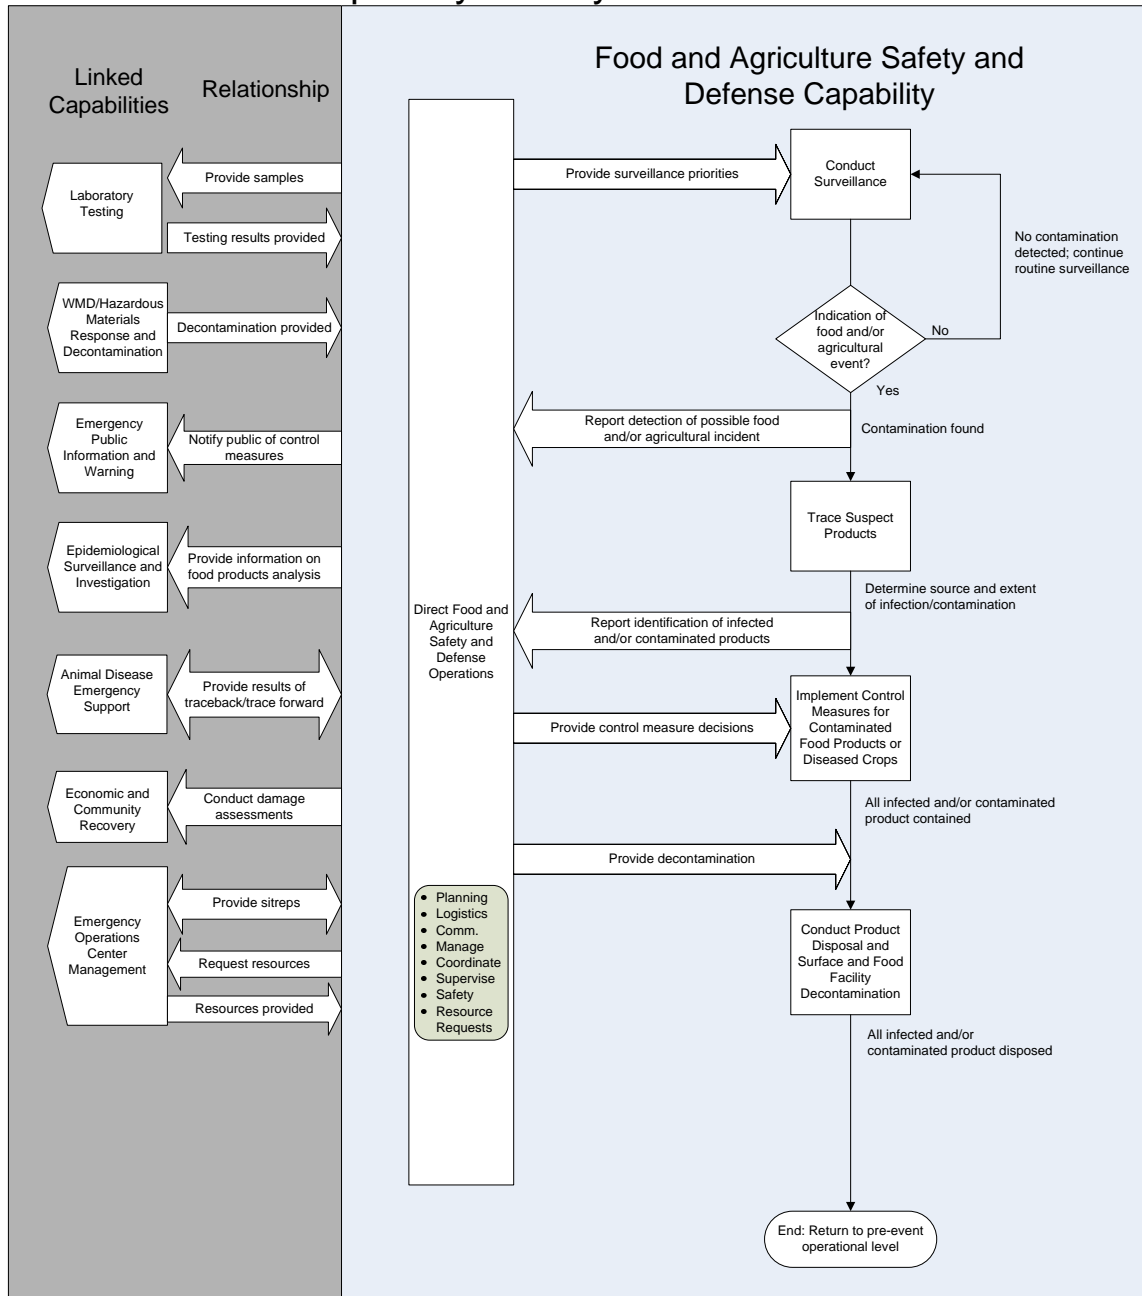 Linked
Capabilities
Relationship
Food and Agriculture Safety and
Defense Capability
Laboratory
Testing
Provide samples
Testing results provided
WMD/Hazardous
Materials
Response and
Decontamination
Decontamination provided
Emergency
Public
Information and
Warning
Notify public of control
measures
Epidemiological
Surveillance and
Investigation
Provide information on
food products analysis
Animal Disease
Emergency
Support
Provide results of
traceback/trace forward
Economic and
Community
Recovery
Conduct damage
assessments
Emergency
Operations
Center
Management
Provide sitreps
Request resources
Resources provided
Direct Food and
Agriculture
Safety and
Defense
Operations
• Planning
• Logistics
• Comm.
• Manage
• Coordinate
• Supervise
• Safety
• Resource
Requests
Provide surveillance priorities
Conduct
Surveillance
No contamination
detected; continue
routine surveillance
Indication of
food and/or
agricultural
event?
No
Yes
Report detection of possible food
and/or agricultural incident
Contamination found
Trace Suspect
Products
Determine source and extent
of infection/contamination
Report identification of infected
and/or contaminated products
Provide control measure decisions
Implement Control
Measures for
Contaminated
Food Products or
Diseased Crops
All infected and/or contaminated
product contained
Provide decontamination
Conduct Product
Disposal and
Surface and Food
Facility
Decontamination
All infected and/or
contaminated product disposed
End: Return to pre-event
operational level